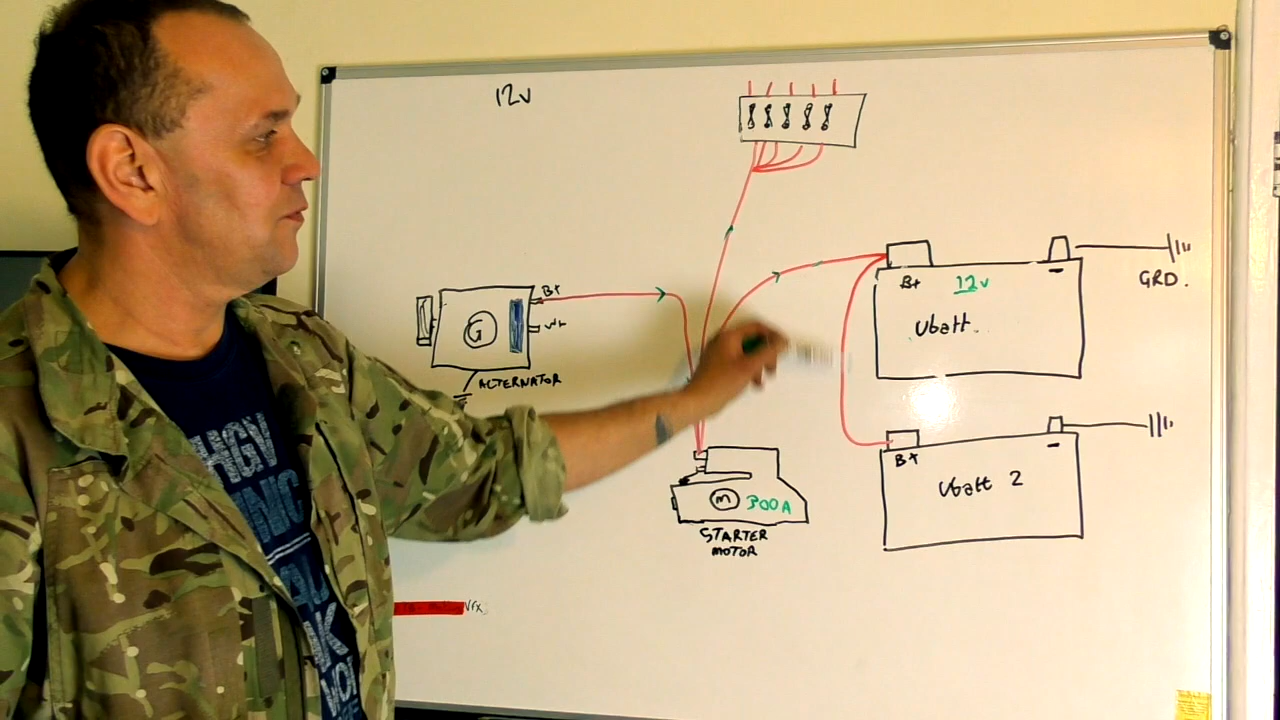 12v
B+
W+
G
ALTERNATOR
B+
12v
-
Vbatt.
GRD.
B+
-
Vbatt 2
M
300A
STARTER
MOTOR
HGV